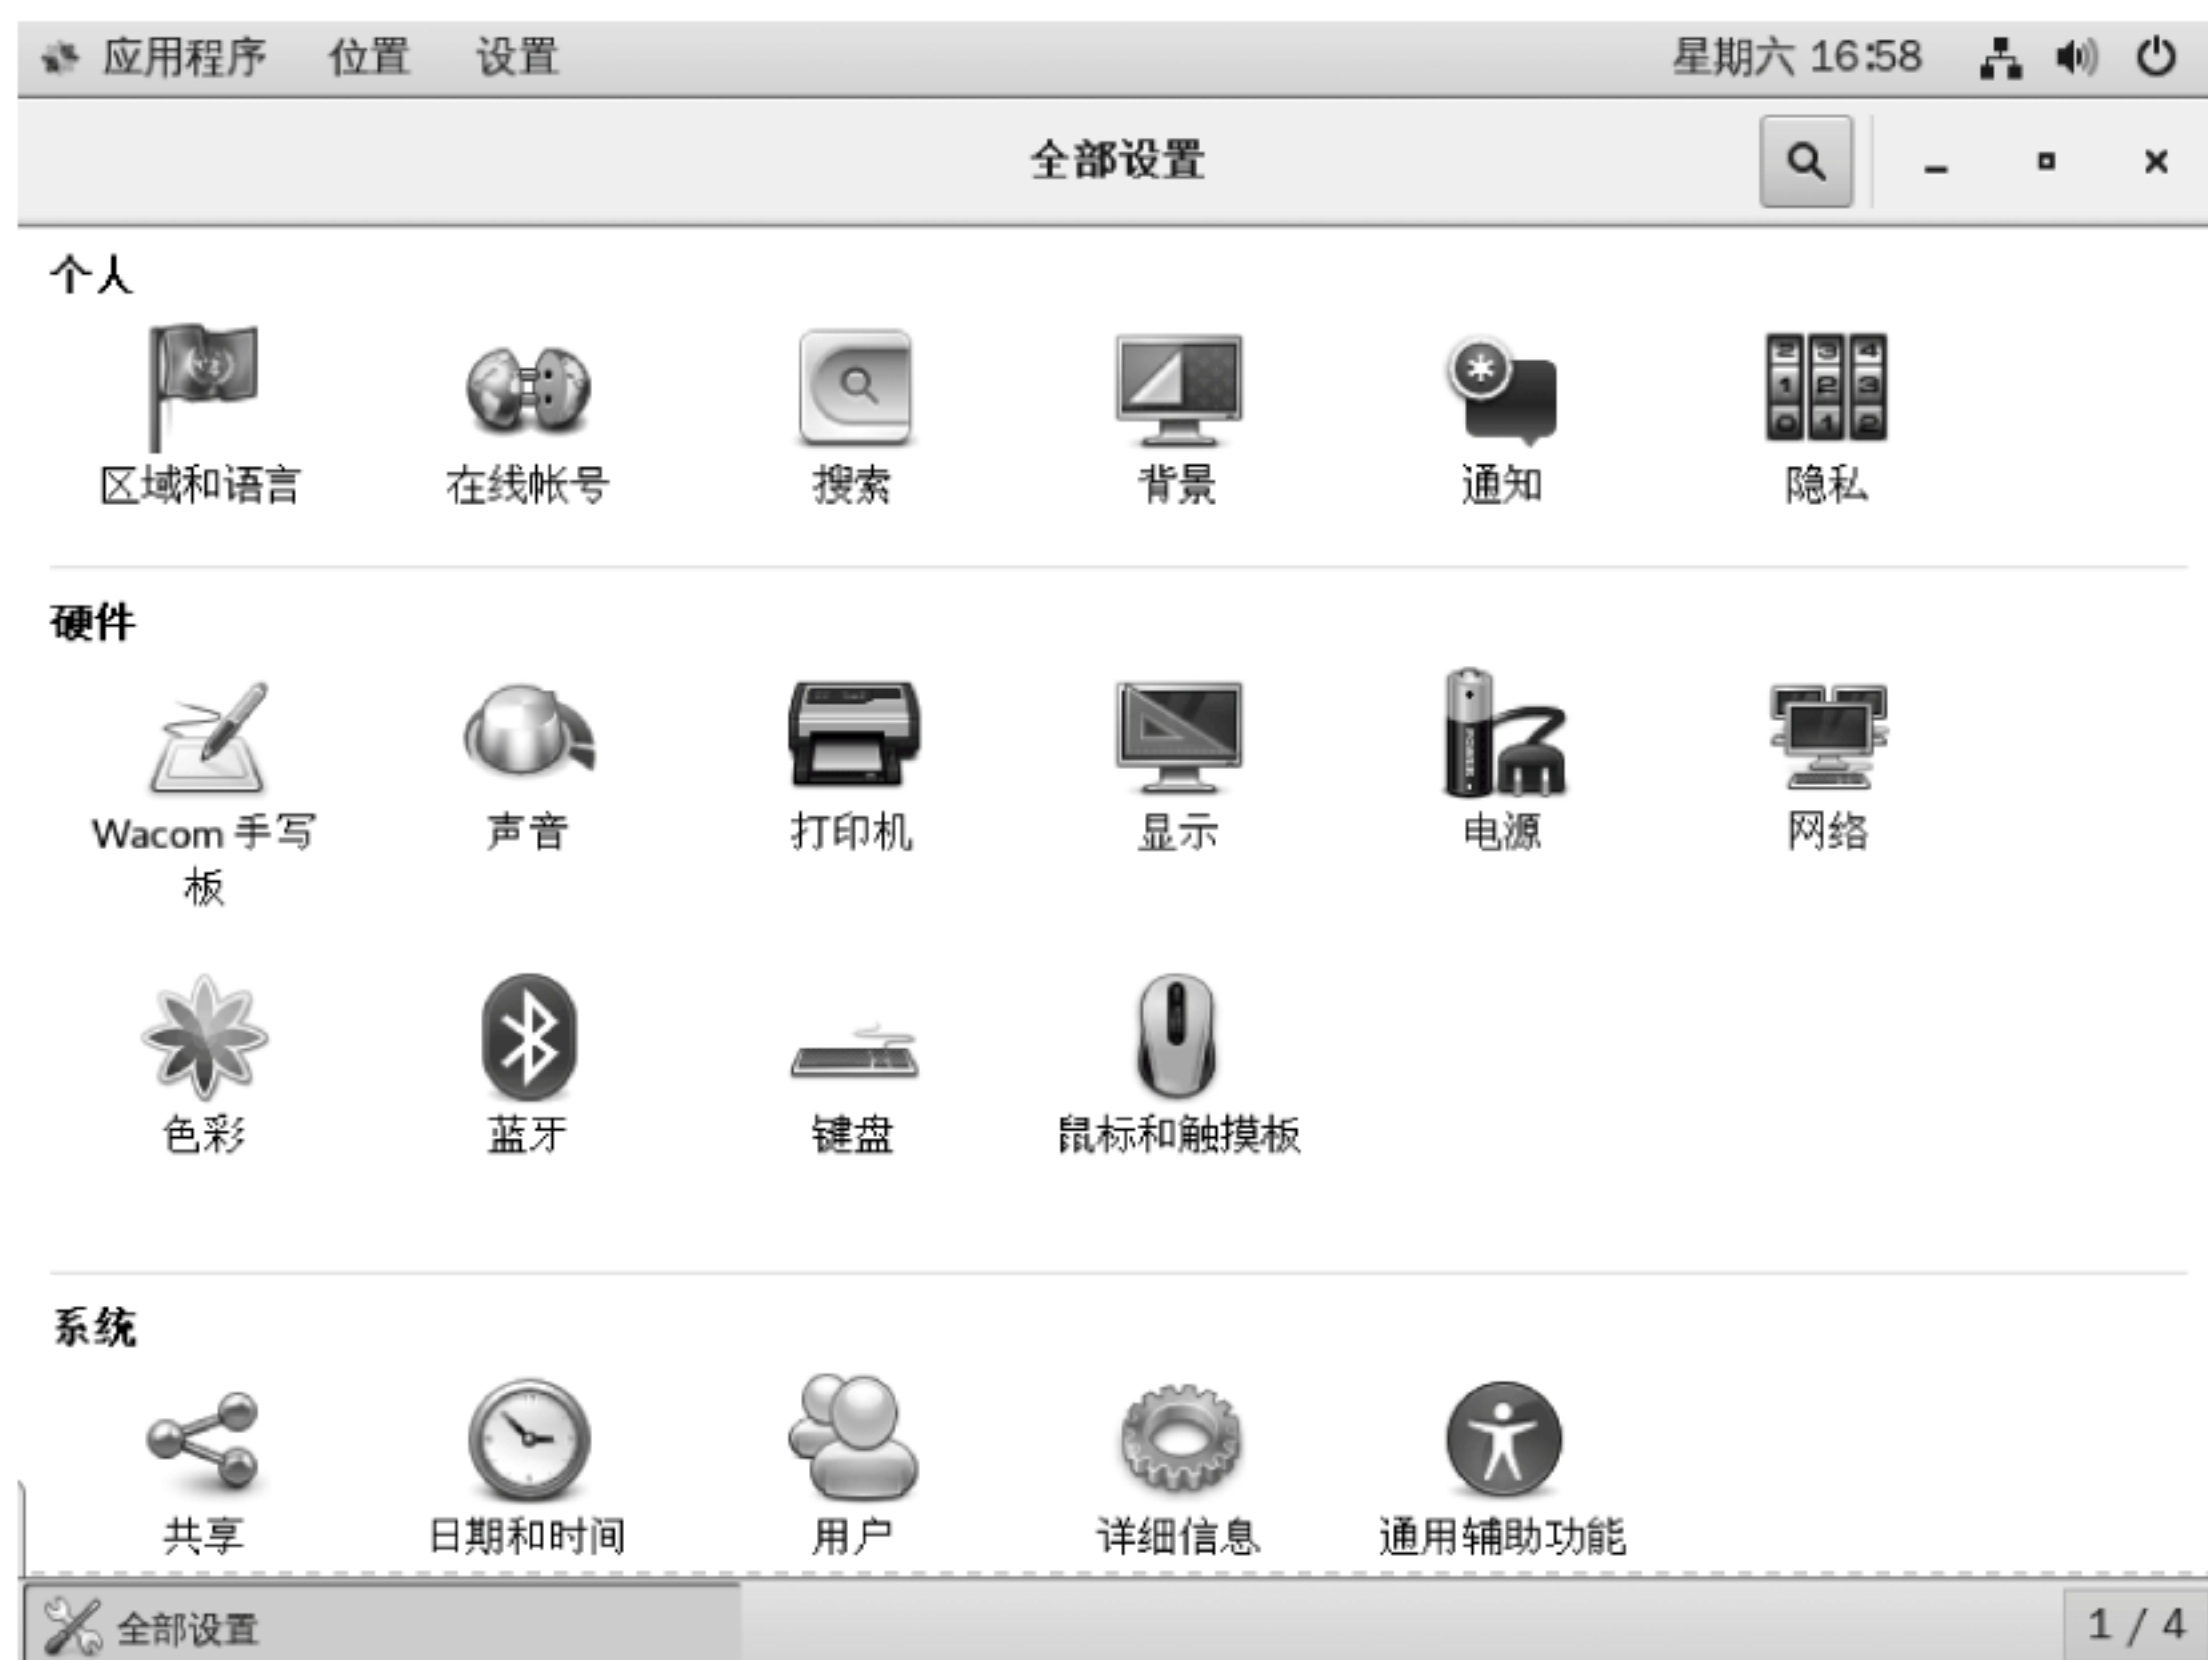 应用程序 位置 设置 星期六 16:58
全部设置
个人
区域和语言 在线帐号 搜索 背景 通知 隐私
硬件
Wacom 手写 声音 打印机 显示 电源 网络
板
色彩 蓝牙 键盘 鼠标和触摸板
系统
共享 日期和时间 用户 详细信息 通用辅助功能
全部设置 1 / 4